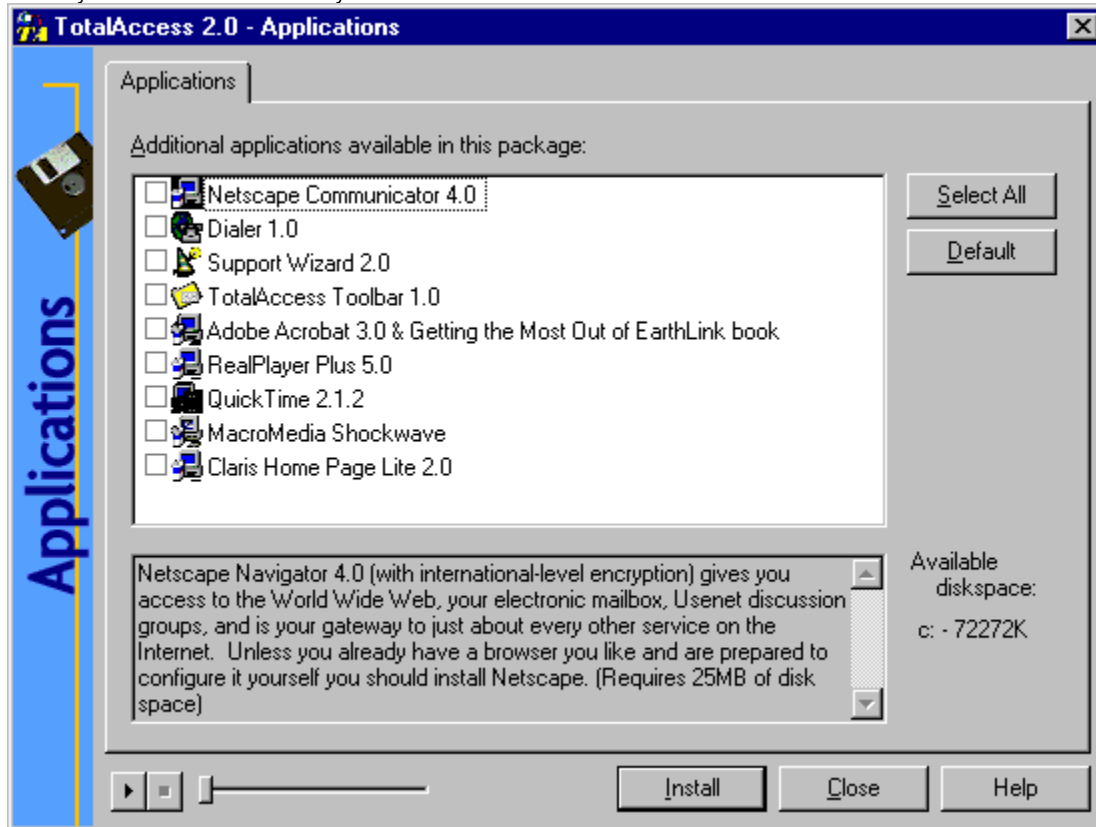 TotalAccess 2.0 - Applications
Applications
Additional applications available in this package:
Netscape Communicator 4.0
Dialer 1.0
Support Wizard 2.0
TotalAccess Toolbar 1.0
Adobe Acrobat 3.0 & Getting the Most Out of EarthLink book
RealPlayer Plus 5.0
QuickTime 2.1.2
MacroMedia Shockwave
Claris Home Page Lite 2.0
Select All
Default
Applications
Netscape Navigator 4.0 (with international-level encryption) gives you
access to the World Wide Web, your electronic mailbox, Usenet discussion
groups, and is your gateway to just about every other service on the
Internet.  Unless you already have a browser you like and are prepared to
configure it yourself you should install Netscape. (Requires 25MB of disk
space)
Available
diskspace:
c: - 72272K
Install
Close
Help